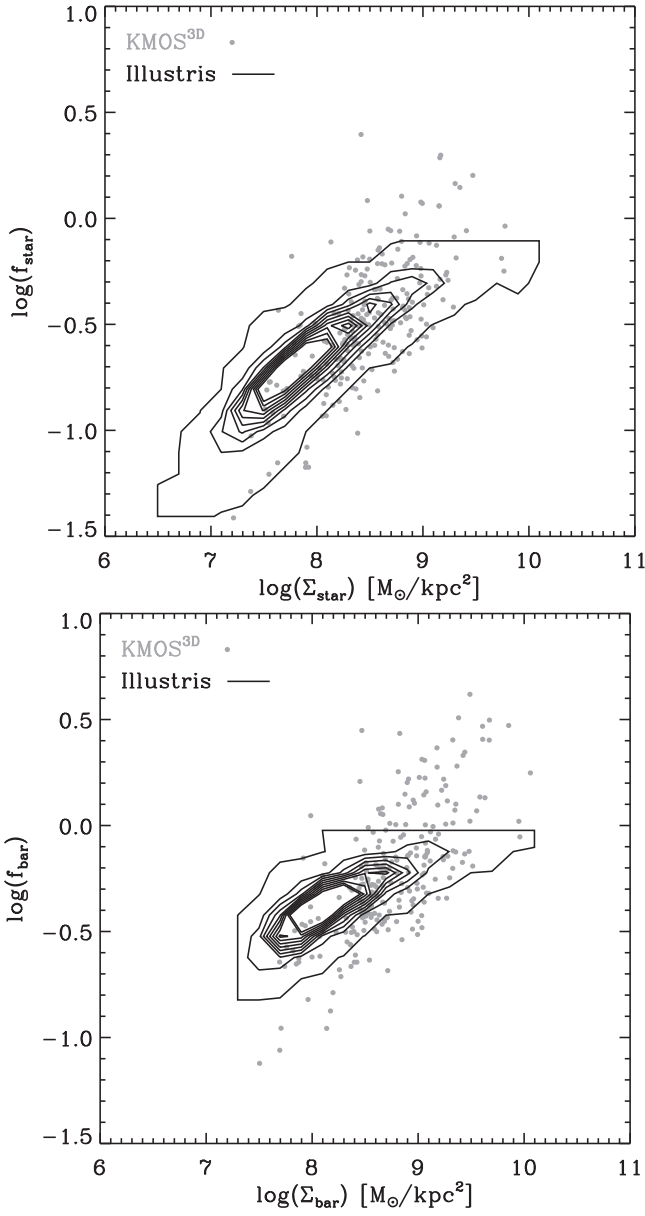 1.0
KMOS3D
Illustris
0.5
0.0
log(fstar)
−0.5
−1.0
−1.5
6 7 8 9 10 11
log(Σstar) [M⊙/kpc2]
1.0
KMOS3D
Illustris
0.5
0.0
log(fbar)
−0.5
−1.0
−1.5
6 7 8 9 10 11
log(Σbar) [M⊙/kpc2]